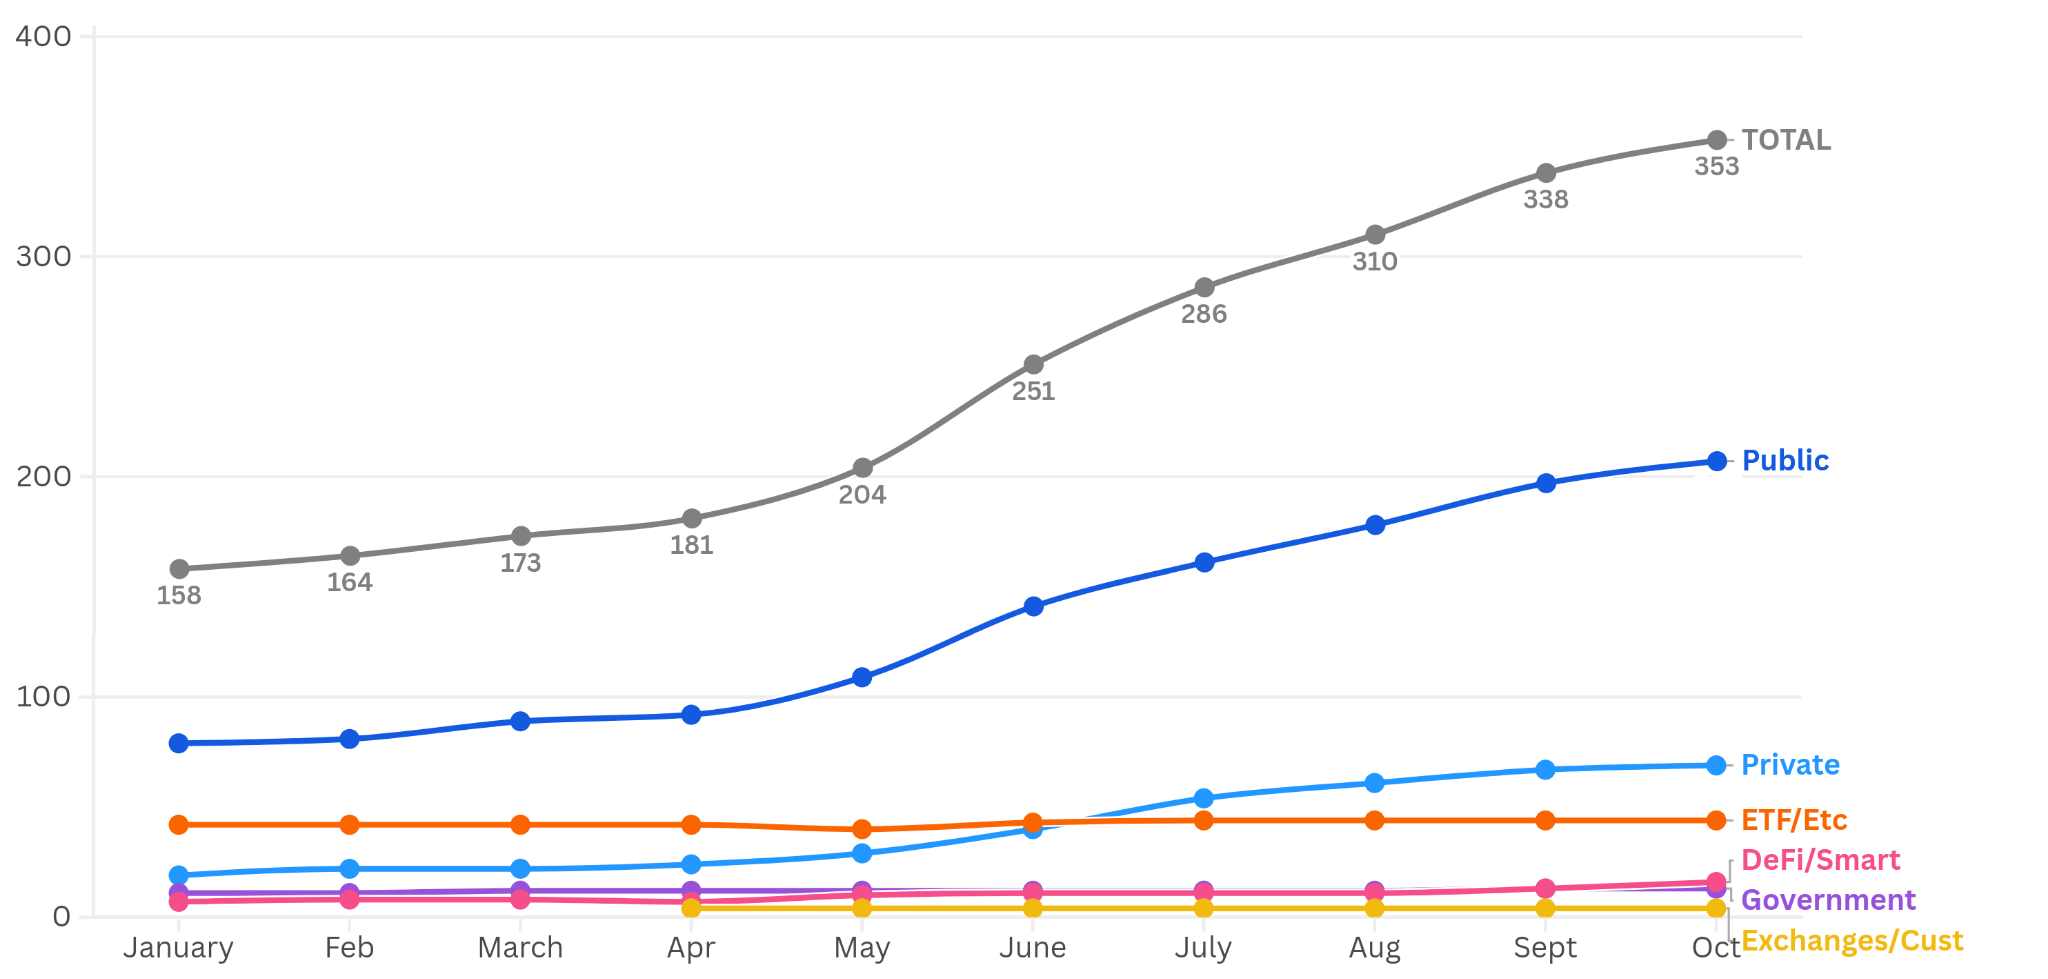 400
TOTAL
353
338
300
310
286
251
200
Public
204
181
173
164
158
100
Private
ETF/Etc
DeFi/Smart
Government
0
Exchanges/Cust
January Feb March Apr May June July Aug Sept Oct